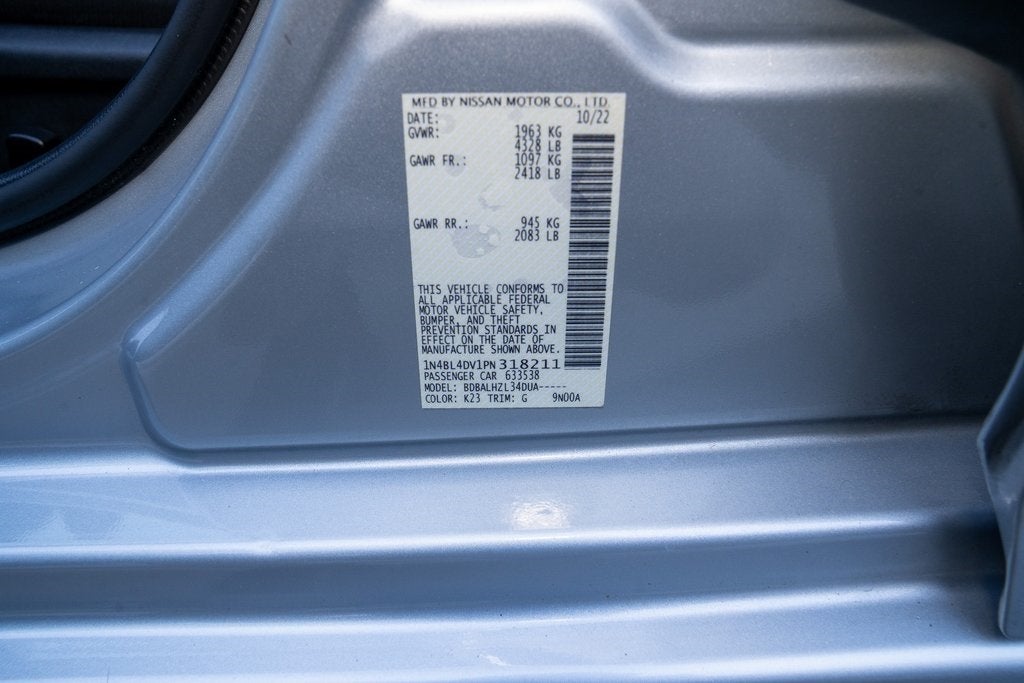 MFD BY NISSAN MOTOR CO., LTD.
DATE: 10/22
GVWR: 1963 KG
4328 LB
GAWR FR.: 1097 KG
2418 LB
GAWR RR.: 945 KG
2083 LB
THIS VEHICLE CONFORMS TO
ALL APPLICABLE FEDERAL
MOTOR VEHICLE SAFETY,
BUMPER, AND THEFT
PREVENTION STANDARDS IN
EFFECT ON THE DATE OF
MANUFACTURE SHOWN ABOVE.
1N4BL4DV1PN318211
PASSENGER CAR 633538
MODEL: BDBALHZL34DUA-----
COLOR: K23 TRIM: G 9N00A